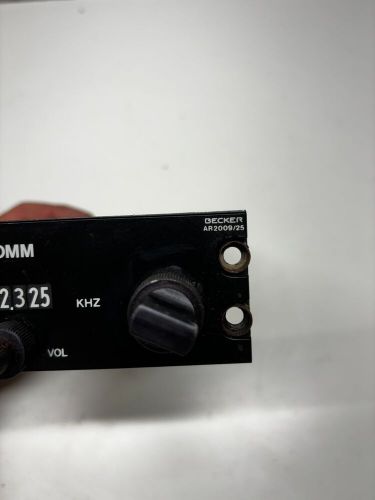 BECKER
AR2009/25
OMM
2,325 KHZ
VOL